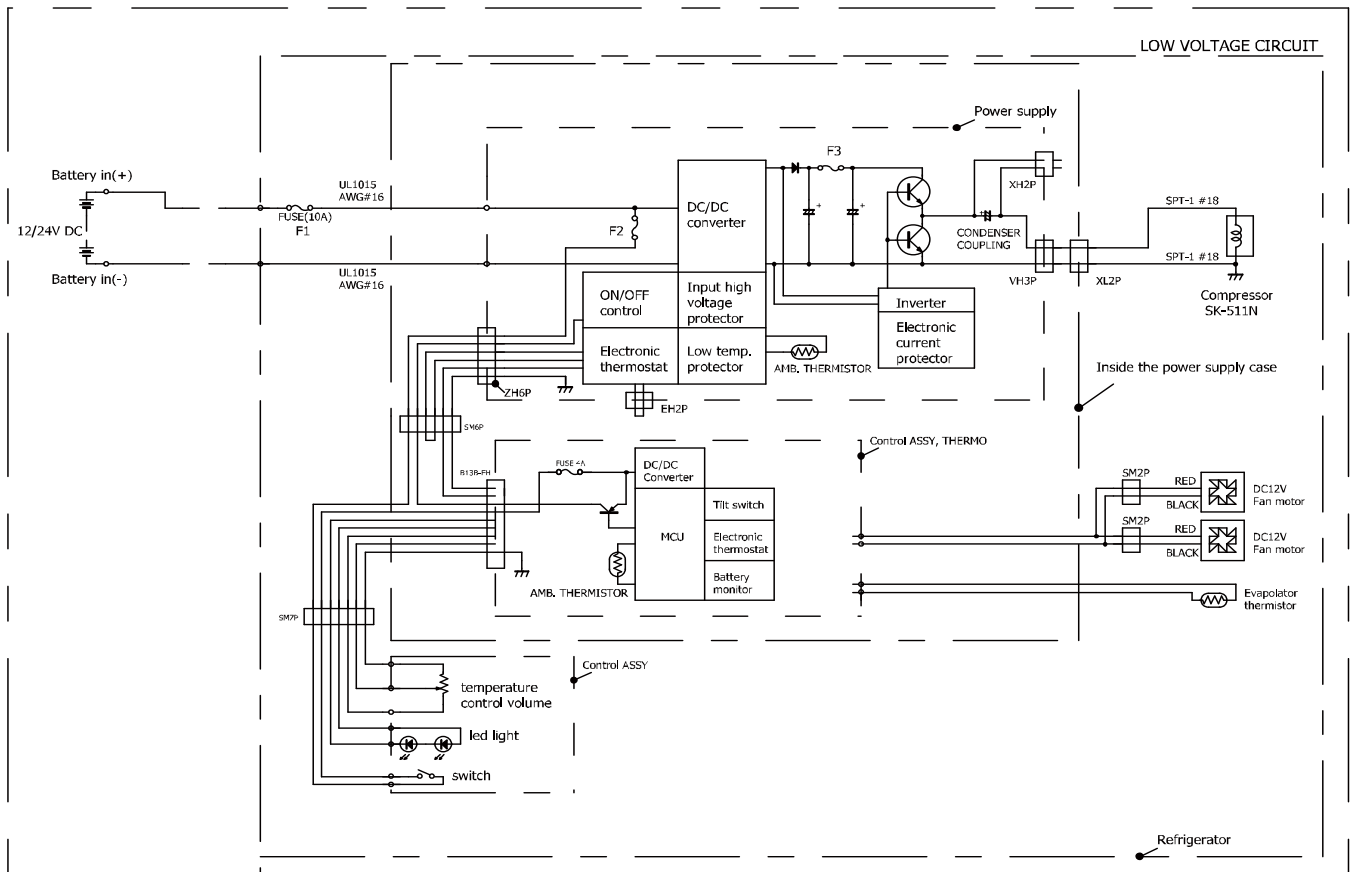 LOW VOLTAGE CIRCUIT
Power supply
F3
XH2P
Battery in(+)
UL1015
AWG#16
FUSE(10A)
F1
12/24V DC
F2
DC/DC
converter
CONDENSER
COUPLING
SPT-1 #18
SPT-1 #18
Battery in(-)
UL1015
AWG#16
VH3P
XL2P
Compressor
SK-511N
ON/OFF
control
Input high
voltage
protector
Inverter
Electronic
current
protector
Electronic
thermostat
Low temp.
protector
AMB. THERMISTOR
Inside the power supply case
ZH6P
EH2P
SM6P
Control ASSY, THERMO
B13B-EH
FUSE 4A
DC/DC
Converter
Tilt switch
MCU
Electronic
thermostat
Battery
monitor
AMB. THERMISTOR
SM2P
RED
BLACK
DC12V
Fan motor
SM2P
RED
BLACK
DC12V
Fan motor
Evapolator
thermistor
SM7P
Control ASSY
temperature
control volume
led light
switch
Refrigerator